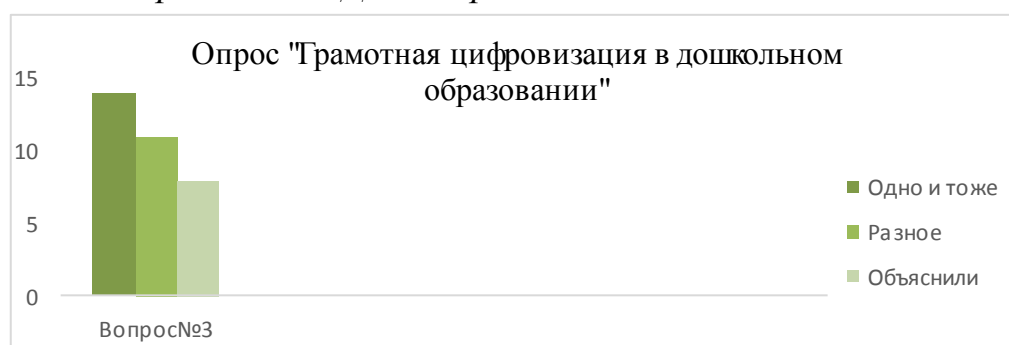 Опрос "Грамотная цифровизация в дошкольном
образовании"
15
10
5
0
Вопрос№3
Одно и тоже
Разное
Объяснили